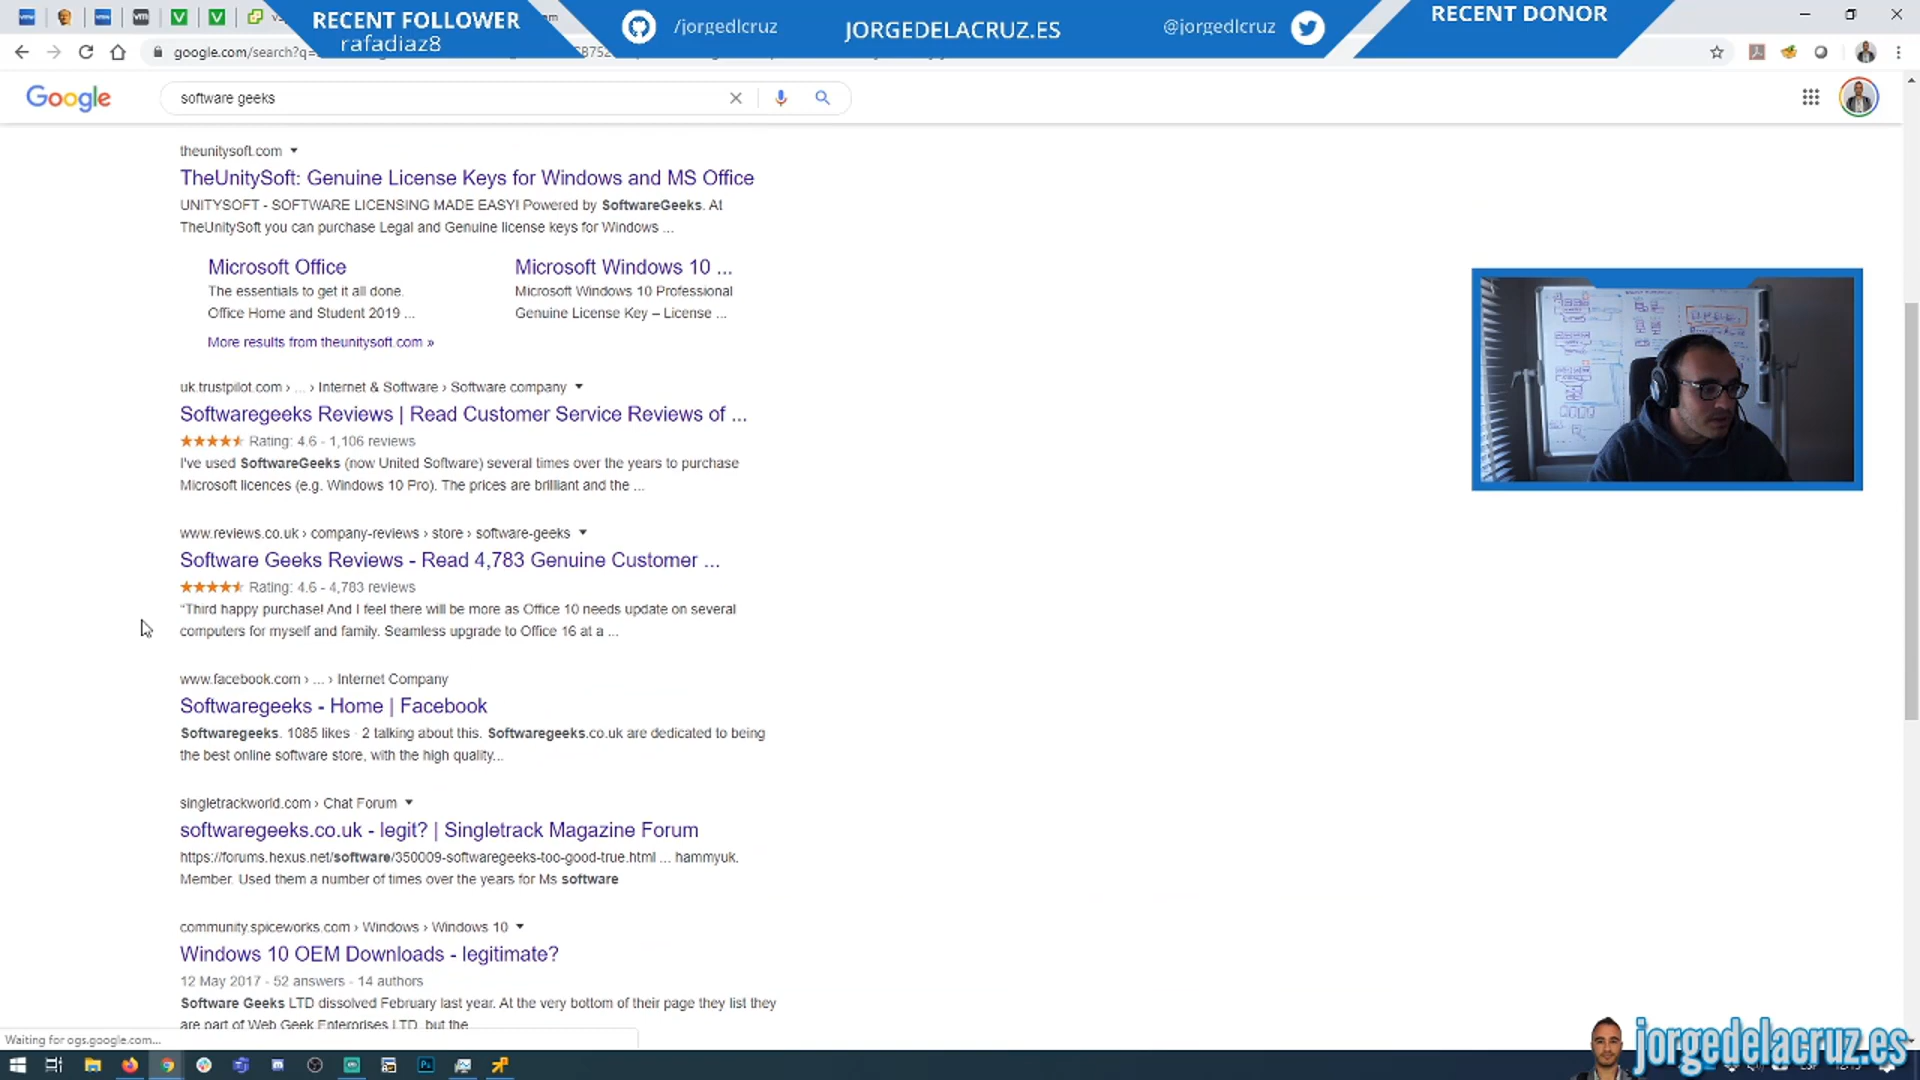 RECENT FOLLOWER
rafadiaz8
/jorgedlcruz
JORGEDELACRUZ.ES
@jorgedlcruz
RECENT DONOR
google.com/search?q=
Google
software geeks
theunitysoft.com
TheUnitySoft: Genuine License Keys for Windows and MS Office
UNITYSOFT - SOFTWARE LICENSING MADE EASY! Powered by SoftwareGeeks. At
TheUnitySoft you can purchase Legal and Genuine license keys for Windows ...
Microsoft Office
The essentials to get it all done.
Office Home and Student 2019 ...
Microsoft Windows 10 ...
Microsoft Windows 10 Professional
Genuine License Key – License ...
More results from theunitysoft.com »
uk.trustpilot.com › ... › Internet & Software › Software company
Softwaregeeks Reviews | Read Customer Service Reviews of ...
Rating: 4.6 - 1,106 reviews
I've used SoftwareGeeks (now United Software) several times over the years to purchase
Microsoft licences (e.g. Windows 10 Pro). The prices are brilliant and the ...
www.reviews.co.uk › company-reviews › store › software-geeks
Software Geeks Reviews - Read 4,783 Genuine Customer ...
Rating: 4.6 - 4,783 reviews
"Third happy purchase! And I feel there will be more as Office 10 needs update on several
computers for myself and family. Seamless upgrade to Office 16 at a ...
www.facebook.com › ... › Internet Company
Softwaregeeks - Home | Facebook
Softwaregeeks. 1085 likes · 2 talking about this. Softwaregeeks.co.uk are dedicated to being
the best online software store, with the high quality...
singletrackworld.com › Chat Forum
softwaregeeks.co.uk - legit? | Singletrack Magazine Forum
https://forums.hexus.net/software/350009-softwaregeeks-too-good-true.html ... hammyuk.
Member. Used them a number of times over the years for Ms software
community.spiceworks.com › Windows › Windows 10
Windows 10 OEM Downloads - legitimate?
12 May 2017 - 52 answers - 14 authors
Software Geeks LTD dissolved February last year. At the very bottom of their page they list they
are part of Web Geek Enterprises LTD, but the
Waiting for ogs.google.com...
jorgedelacruz.es